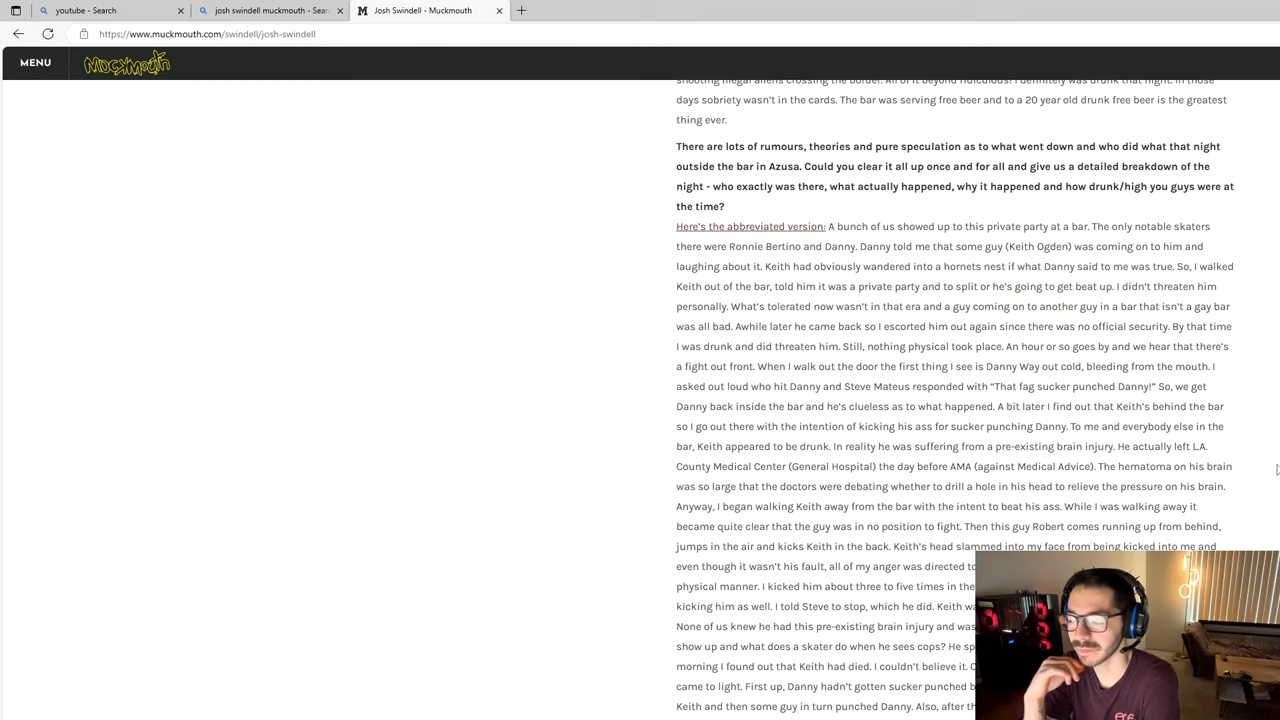 youtube - Search
josh swindell muckmouth - Sear
Josh Swindell - Muckmouth
https://www.muckmouth.com/swindell/josh-swindell
MENU
MuckMouth
shooting illegal aliens crossing the border. All of it beyond ridiculous! I definitely was drunk that night. In those
days sobriety wasn't in the cards. The bar was serving free beer and to a 20 year old drunk free beer is the greatest
thing ever.
There are lots of rumours, theories and pure speculation as to what went down and who did what that night
outside the bar in Azusa. Could you clear it all up once and for all and give us a detailed breakdown of the
night - who exactly was there, what actually happened, why it happened and how drunk/high you guys were at
the time?
Here's the abbreviated version: A bunch of us showed up to this private party at a bar. The only notable skaters
there were Ronnie Bertino and Danny. Danny told me that some guy (Keith Ogden) was coming on to him and
laughing about it. Keith had obviously wandered into a hornets nest if what Danny said to me was true. So, I walked
Keith out of the bar, told him it was a private party and to split or he's going to get beat up. I didn't threaten him
personally. What's tolerated now wasn't in that era and a guy coming on to another guy in a bar that isn't a gay bar
was all bad. Awhile later he came back so I escorted him out again since there was no official security. By that time
I was drunk and did threaten him. Still, nothing physical took place. An hour or so goes by and we hear that there's
a fight out front. When I walk out the door the first thing I see is Danny Way out cold, bleeding from the mouth. I
asked out loud who hit Danny and Steve Mateus responded with "That fag sucker punched Danny!" So, we get
Danny back inside the bar and he's clueless as to what happened. A bit later I find out that Keith's behind the bar
so I go out there with the intention of kicking his ass for sucker punching Danny. To me and everybody else in the
bar, Keith appeared to be drunk. In reality he was suffering from a pre-existing brain injury. He actually left L.A.
County Medical Center (General Hospital) the day before AMA (against Medical Advice). The hematoma on his brain
was so large that the doctors were debating whether to drill a hole in his head to relieve the pressure on his brain.
Anyway, I began walking Keith away from the bar with the intent to beat his ass. While I was walking away it
became quite clear that the guy was in no position to fight. Then this guy Robert comes running up from behind,
jumps in the air and kicks Keith in the back. Keith's head slammed into my face from being kicked into me and
even though it wasn't his fault, all of my anger was directed to
physical manner. I kicked him about three to five times in the
kicking him as well. I told Steve to stop, which he did. Keith w
None of us knew he had this pre-existing brain injury and was
show up and what does a skater do when he sees cops? He sp
morning I found out that Keith had died. I couldn't believe it.
came to light. First up, Danny hadn't gotten sucker punched b
Keith and then some guy in turn punched Danny. Also, after th